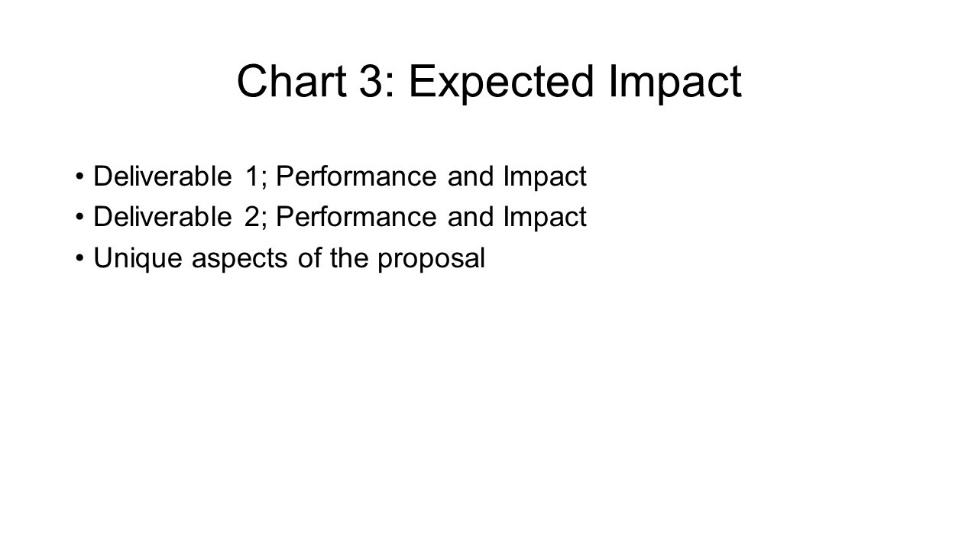 Chart 3: Expected Impact
• Deliverable 1; Performance and Impact
• Deliverable 2; Performance and Impact
• Unique aspects of the proposal